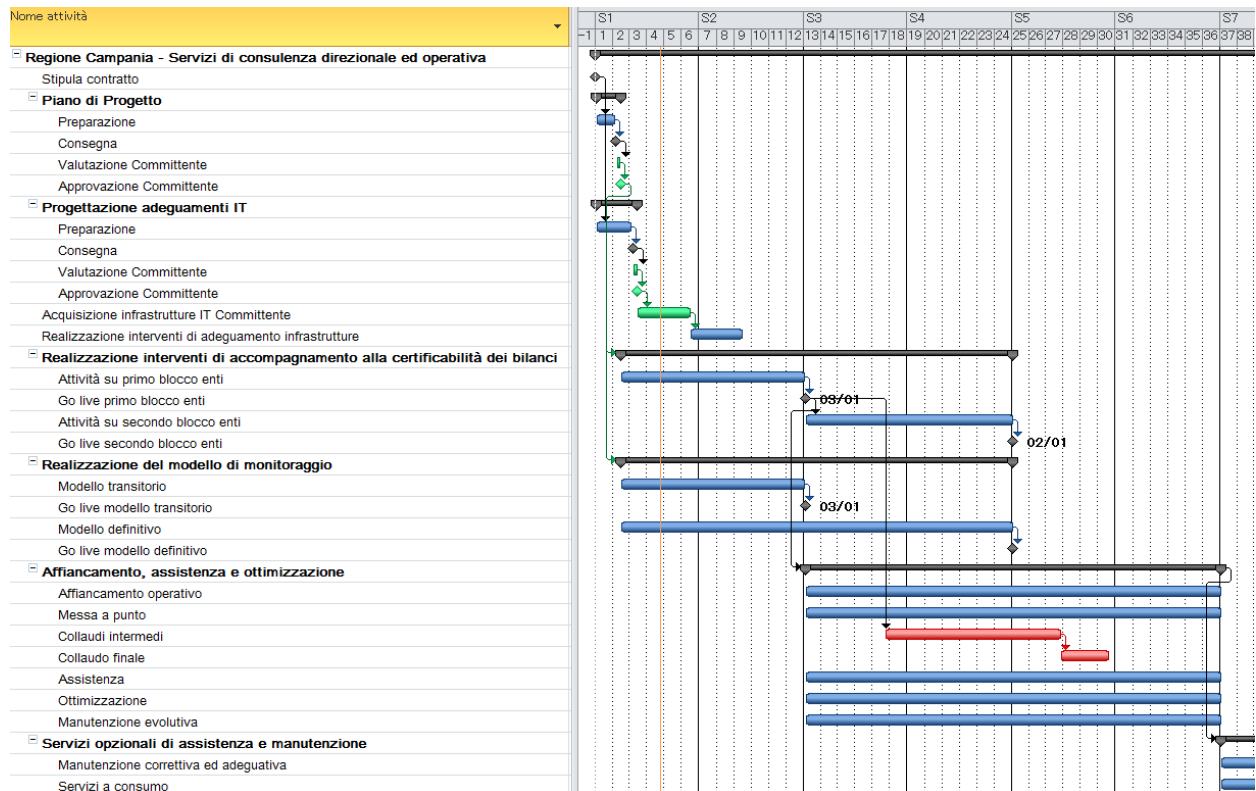 Nome attività
S1 S2 S3 S4 S5 S6 S7
-1 1 2 3 4 5 6 7 8 9 10 11 12 13 14 15 16 17 18 19 20 21 22 23 24 25 26 27 28 29 30 31 32 33 34 35 36 37 38
Regione Campania - Servizi di consulenza direzionale ed operativa
Stipula contratto
Piano di Progetto
Preparazione
Consegna
Valutazione Committente
Approvazione Committente
Progettazione adeguamenti IT
Preparazione
Consegna
Valutazione Committente
Approvazione Committente
Acquisizione infrastrutture IT Committente
Realizzazione interventi di adeguamento infrastrutture
Realizzazione interventi di accompagnamento alla certificabilità dei bilanci
Attività su primo blocco enti
Go live primo blocco enti 03/01
Attività su secondo blocco enti
Go live secondo blocco enti 02/01
Realizzazione del modello di monitoraggio
Modello transitorio
Go live modello transitorio 03/01
Modello definitivo
Go live modello definitivo
Affiancamento, assistenza e ottimizzazione
Affiancamento operativo
Messa a punto
Collaudi intermedi
Collaudo finale
Assistenza
Ottimizzazione
Manutenzione evolutiva
Servizi opzionali di assistenza e manutenzione
Manutenzione correttiva ed adeguativa
Servizi a consumo